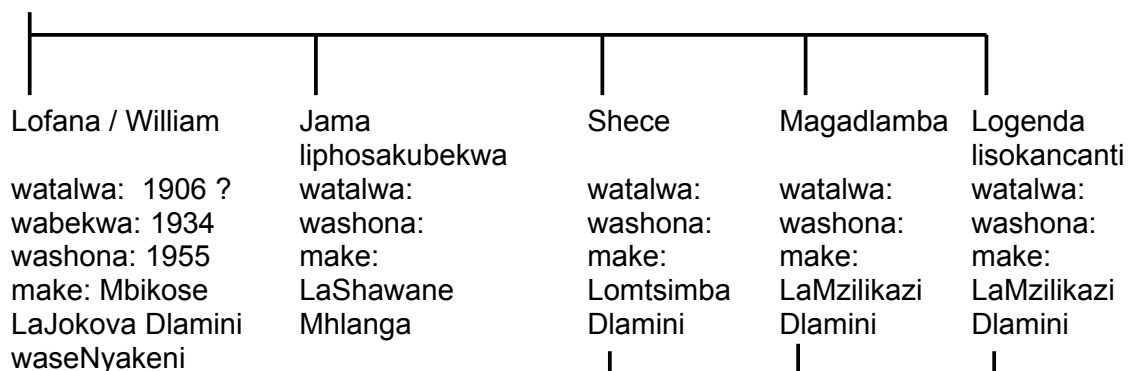 Lofana / William
watalwa: 1906 ?
wabekwa: 1934
washona: 1955
make: Mbikose
LaJokova Dlamini
waseNyakeni
Jama
liphosakubekwa
watalwa:
washona:
make:
LaShawane
Mhlanga
Shece
watalwa:
washona:
make:
Lomtsimba
Dlamini
Magadlamba
watalwa:
washona:
make:
LaMzilikazi
Dlamini
Logenda
lisokancanti
watalwa:
washona:
make:
LaMzilikazi
Dlamini